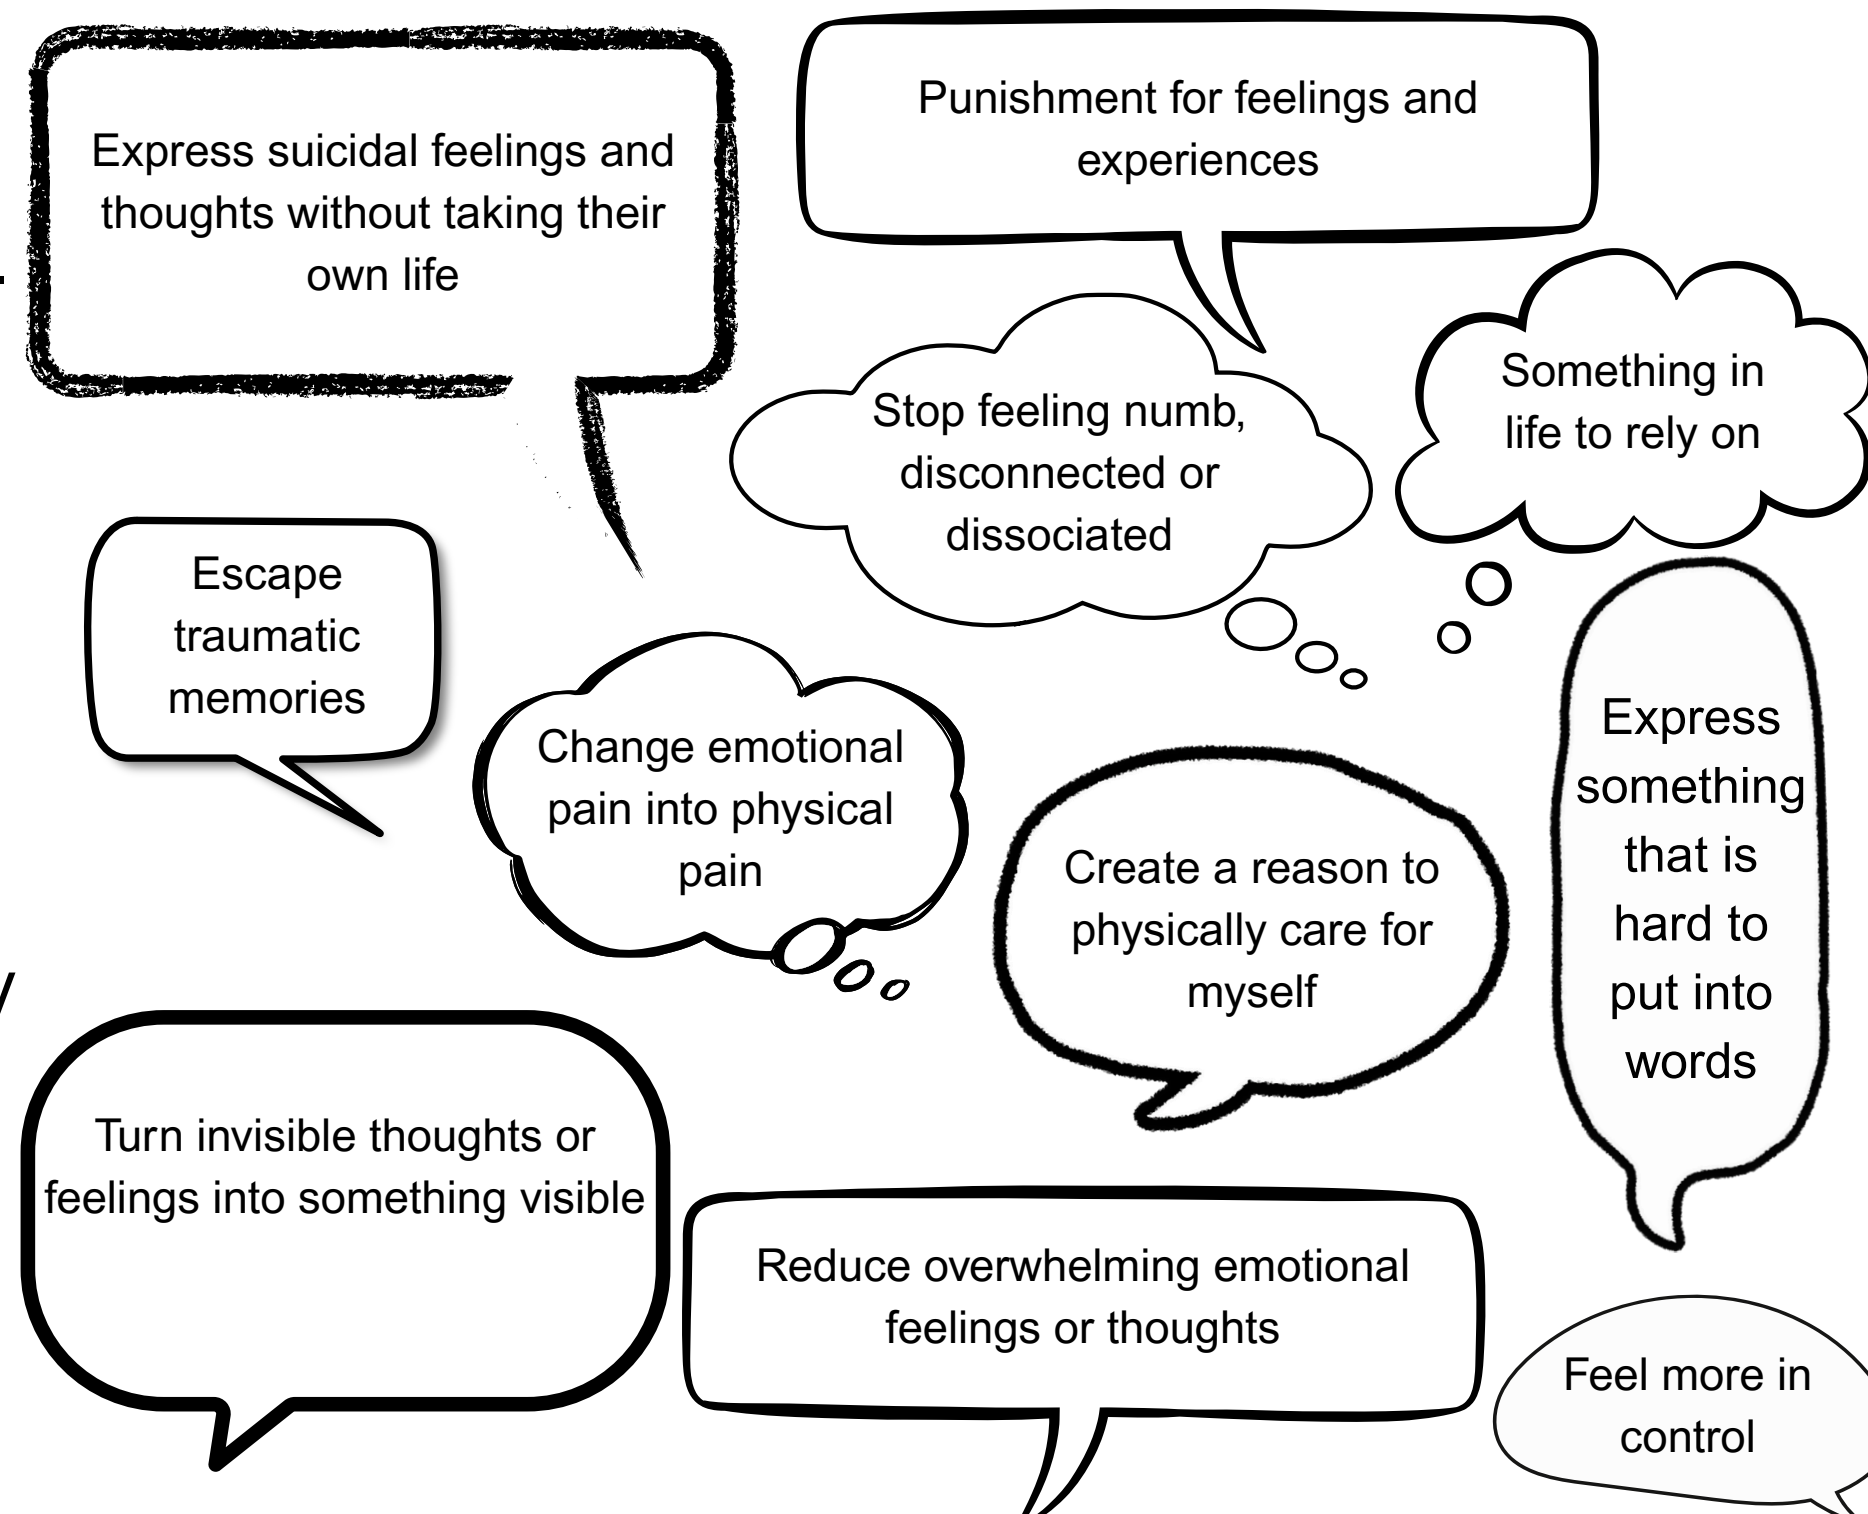 Express suicidal feelings and
thoughts without taking their
own life
Punishment for feelings and
experiences
Stop feeling numb,
disconnected or
dissociated
Something in
life to rely on
Escape
traumatic
memories
Change emotional
pain into physical
pain
Create a reason to
physically care for
myself
Express
something
that is
hard to
put into
words
Turn invisible thoughts or
feelings into something visible
Reduce overwhelming emotional
feelings or thoughts
Feel more in
control